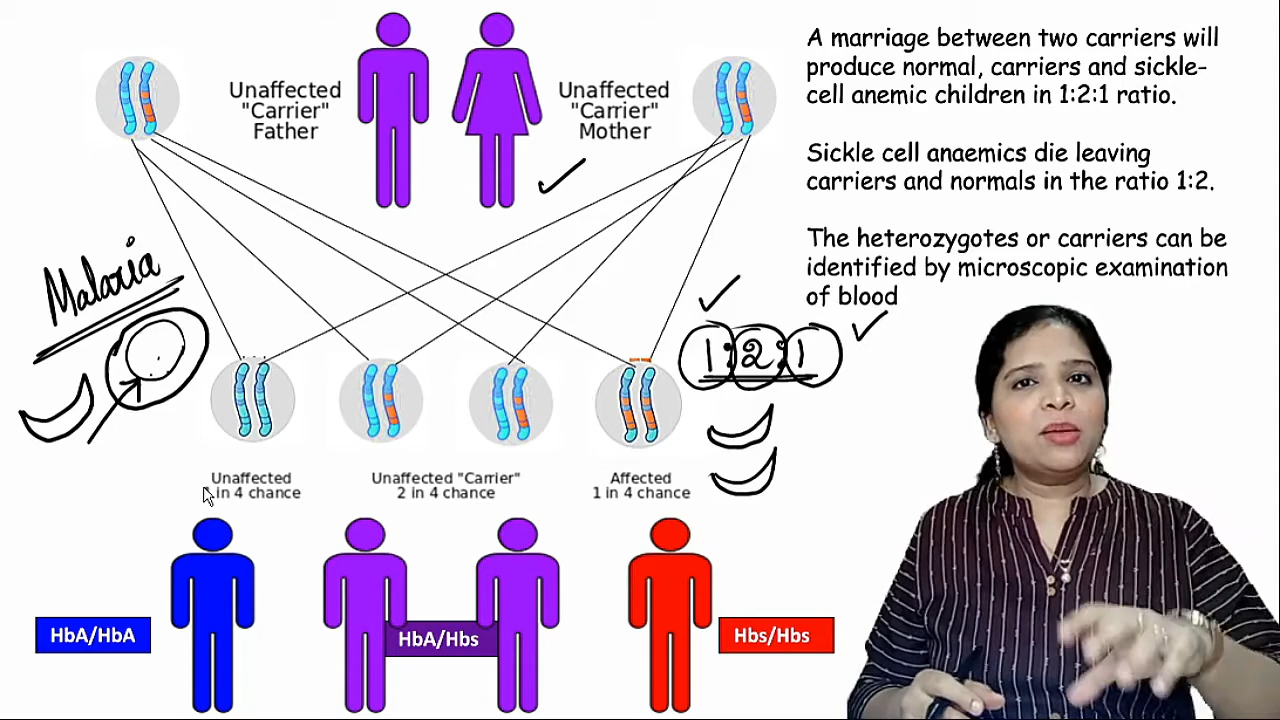 Unaffected
"Carrier"
Father
Unaffected
"Carrier"
Mother
A marriage between two carriers will
produce normal, carriers and sickle-
cell anemic children in 1:2:1 ratio.
Sickle cell anaemics die leaving
carriers and normals in the ratio 1:2.
The heterozygotes or carriers can be
identified by microscopic examination
of blood
Malaria
1:2:1
Unaffected
in 4 chance
Unaffected "Carrier"
2 in 4 chance
Affected
1 in 4 chance
HbA/HbA
HbA/Hbs
Hbs/Hbs